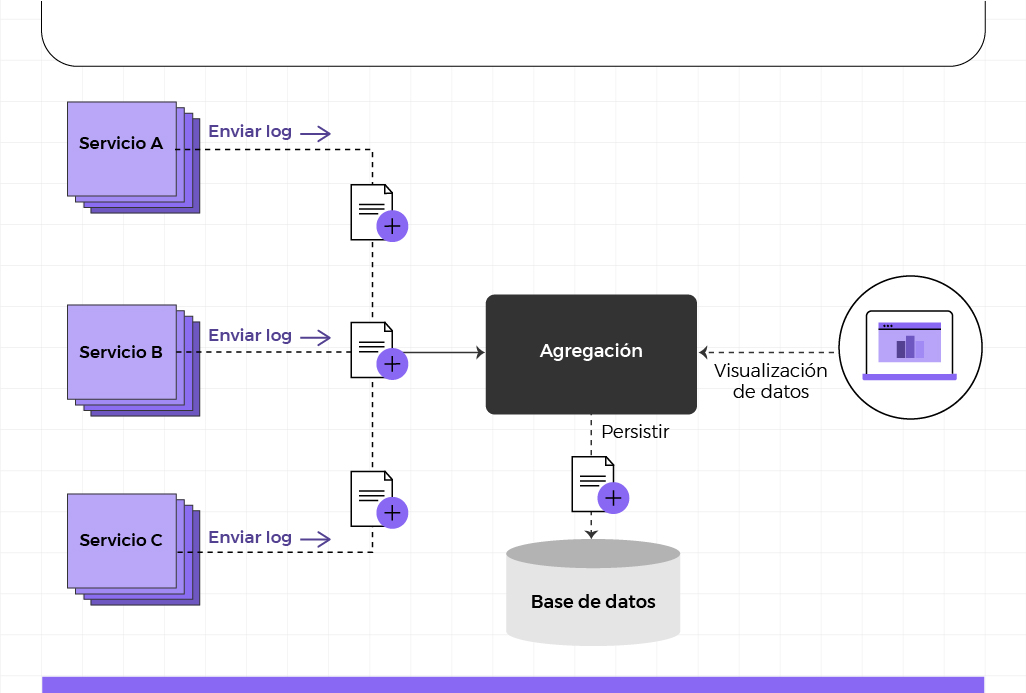 Servicio A
Enviar log
Servicio B
Enviar log
Agregación
Visualización
de datos
Persistir
Servicio C
Enviar log
Base de datos